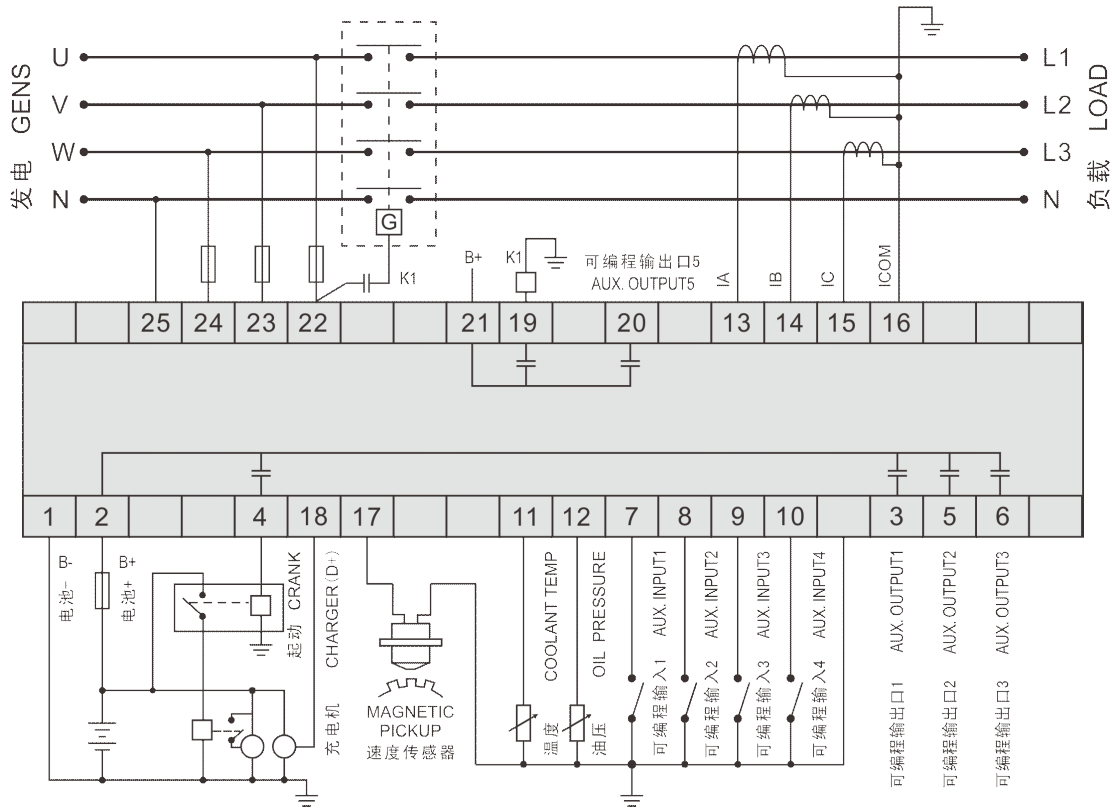 U
V
W
N
发电 GENS
G
K1
B+
K1
可编程输出口5
AUX. OUTPUT5
IA
IB
IC
ICOM
L1
L2
L3
N
负载 LOAD
25
24
23
22
21
19
20
13
14
15
16
1
2
4
18
17
11
12
7
8
9
10
3
5
6
B-
电池-
B+
电池+
起动 CRANK
充电机 CHARGER(D+)
MAGNETIC
PICKUP
速度传感器
COOLANT TEMP
温度
OIL PRESSURE
油压
可编程输入1 AUX. INPUT1
可编程输入2 AUX. INPUT2
可编程输入3 AUX. INPUT3
可编程输入4 AUX. INPUT4
可编程输出口1 AUX. OUTPUT1
可编程输出口2 AUX. OUTPUT2
可编程输出口3 AUX. OUTPUT3